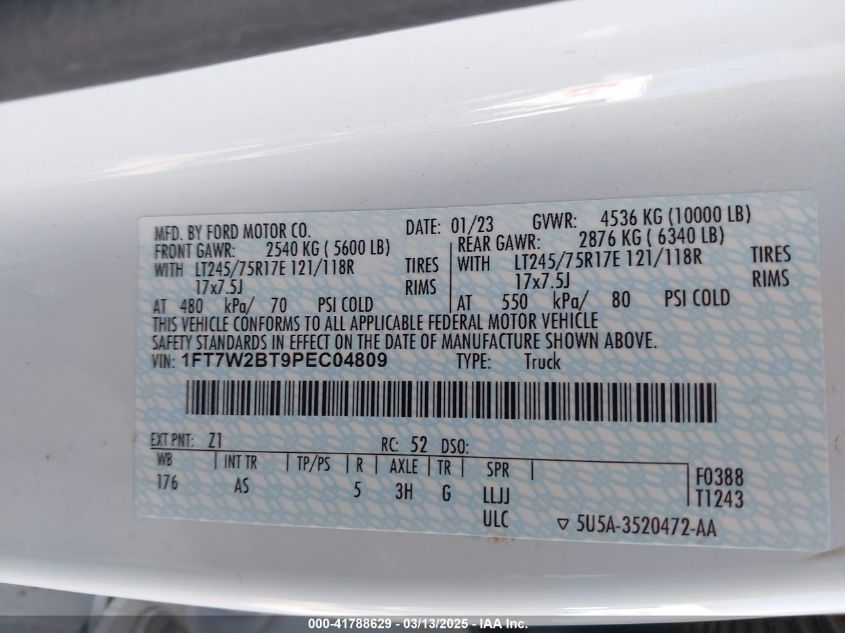 MFD. BY FORD MOTOR CO. DATE: 01/23 GVWR: 4536 KG (10000 LB)
FRONT GAWR: 2540 KG ( 5600 LB) REAR GAWR: 2876 KG ( 6340 LB)
WITH LT245/75R17E 121/118R TIRES WITH LT245/75R17E 121/118R TIRES
17x7.5J RIMS 17x7.5J RIMS
AT 480 kPa/ 70 PSI COLD AT 550 kPa/ 80 PSI COLD
THIS VEHICLE CONFORMS TO ALL APPLICABLE FEDERAL MOTOR VEHICLE
SAFETY STANDARDS IN EFFECT ON THE DATE OF MANUFACTURE SHOWN ABOVE.
VIN: 1FT7W2BT9PEC04809 TYPE: Truck
EXT PNT: Z1 RC: 52 DSO:
WB INT TR TP/PS R AXLE TR SPR F0388
176 AS 5 3H G LLJJ T1243
ULC ▽ 5U5A-3520472-AA
000-41788629 - 03/13/2025 - IAA Inc.